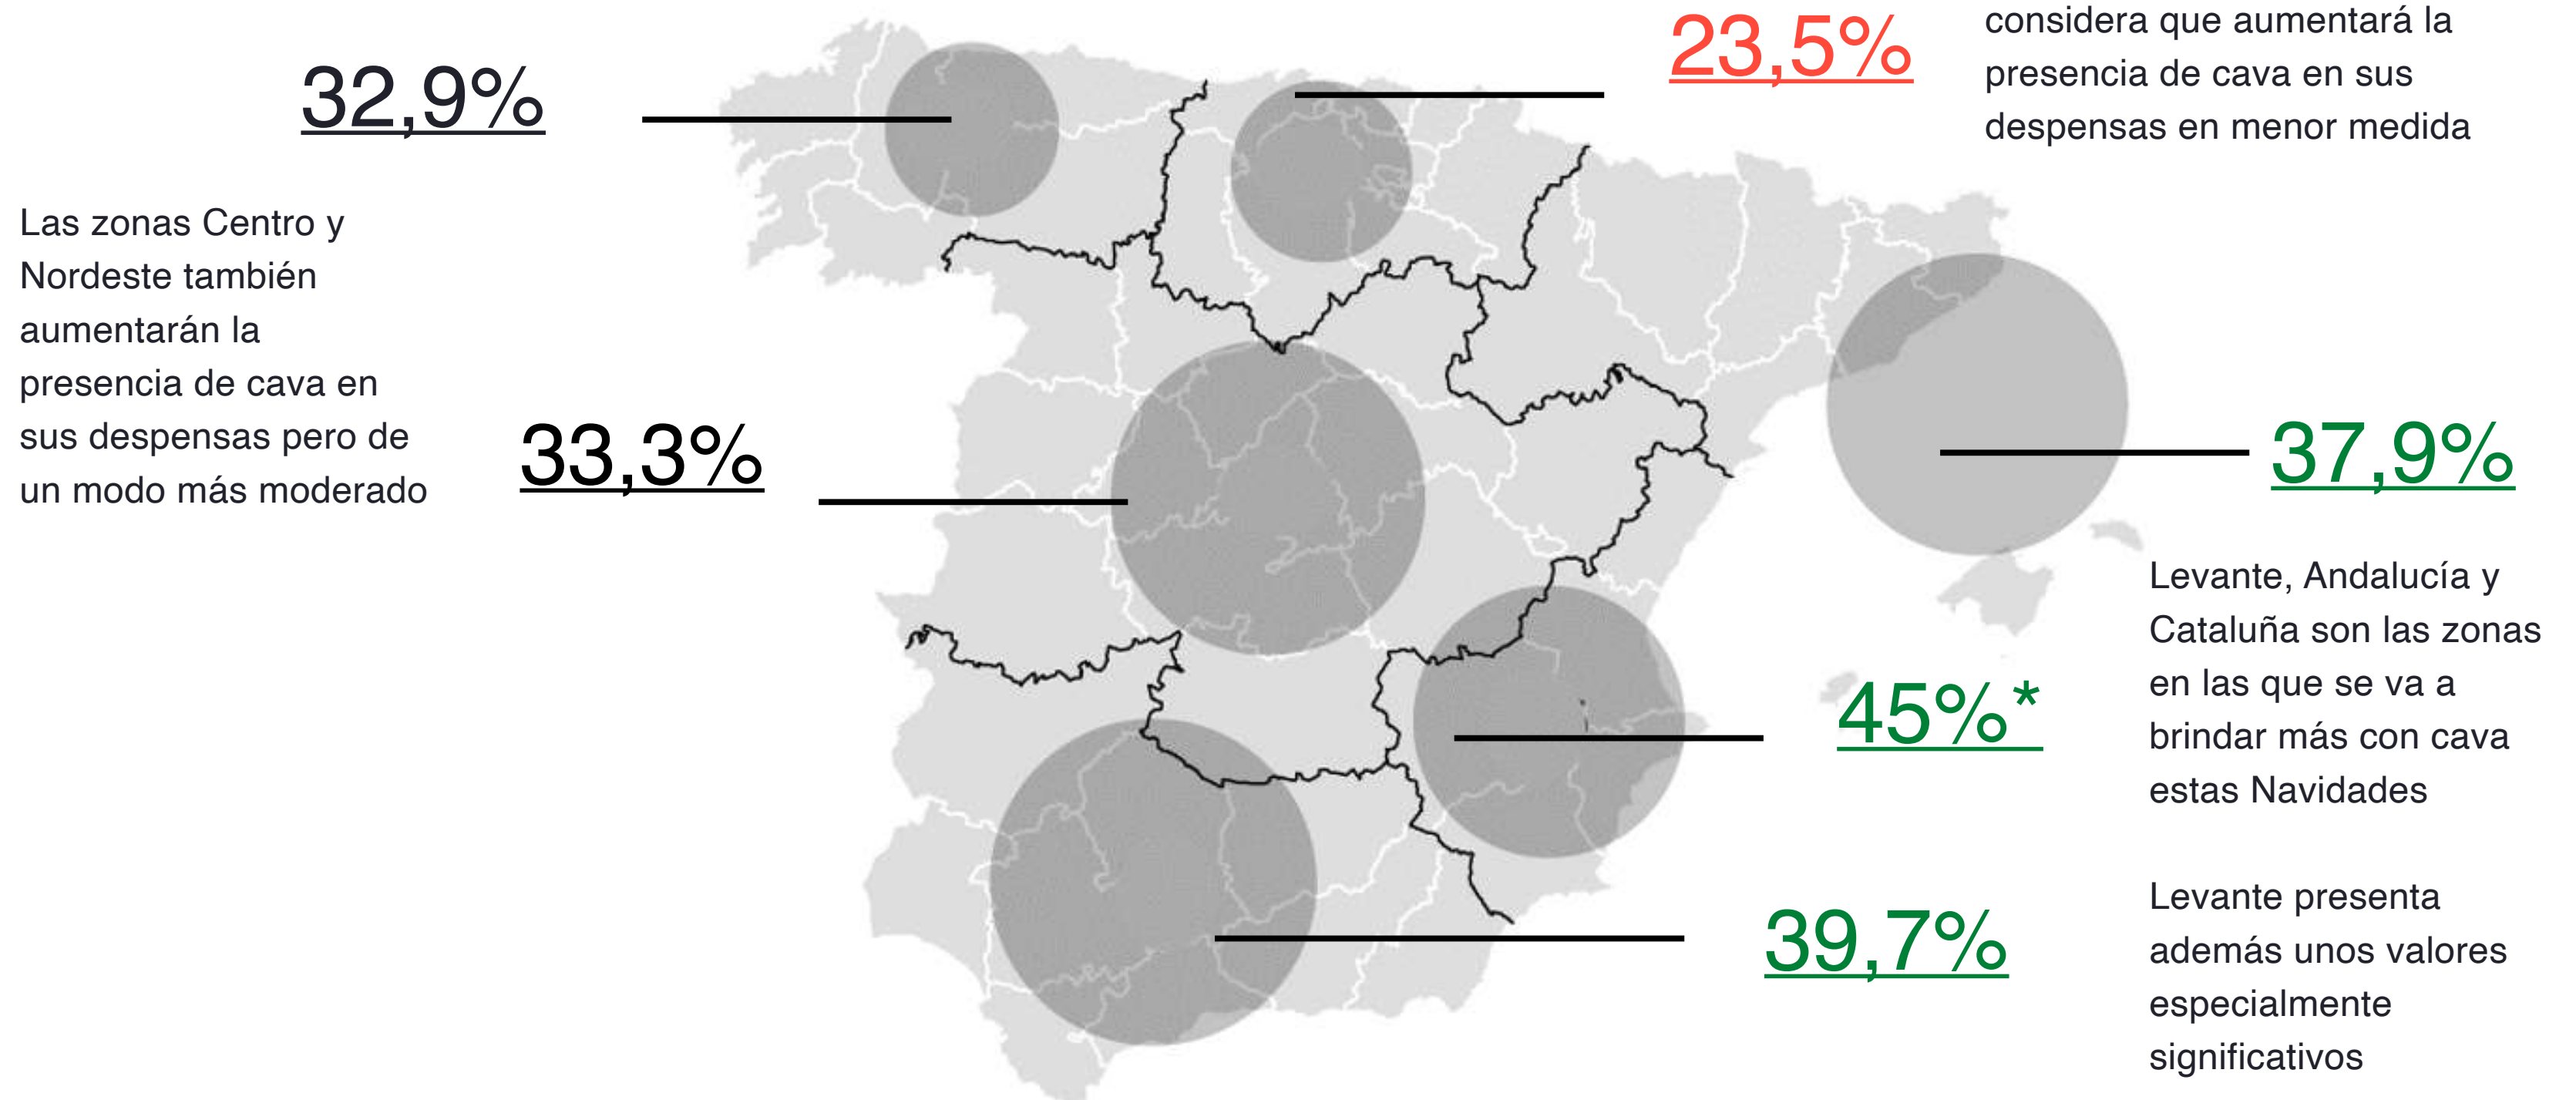 23,5%
considera que aumentará la
presencia de cava en sus
despensas en menor medida
32,9%
Las zonas Centro y
Nordeste también
aumentarán la
presencia de cava en
sus despensas pero de
un modo más moderado
33,3%
37,9%
Levante, Andalucía y
Cataluña son las zonas
en las que se va a
brindar más con cava
estas Navidades
45%*
39,7%
Levante presenta
además unos valores
especialmente
significativos